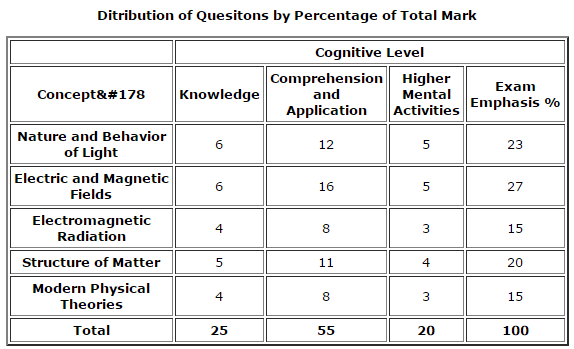 Ditribution of Quesitons by Percentage of Total Mark
Cognitive Level
Concept&#178 Knowledge Comprehension and Application Higher Mental Activities Exam Emphasis %
Nature and Behavior of Light 6 12 5 23
Electric and Magnetic Fields 6 16 5 27
Electromagnetic Radiation 4 8 3 15
Structure of Matter 5 11 4 20
Modern Physical Theories 4 8 3 15
Total 25 55 20 100